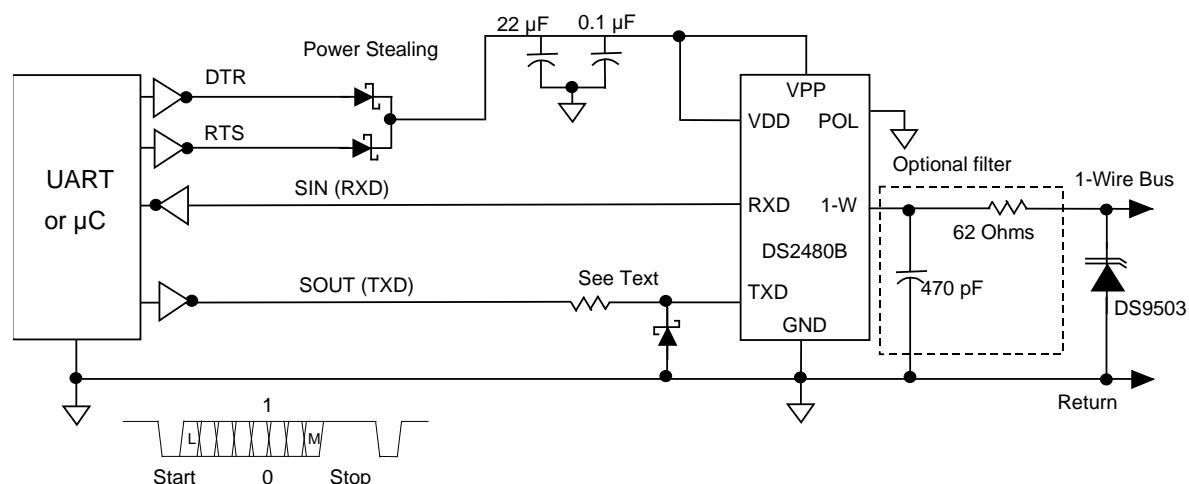 22 µF
0.1 µF
Power Stealing
DTR
VPP
VDD
POL
RTS
Optional filter
UART
or µC
SIN (RXD)
1-Wire Bus
RXD
1-W
62 Ohms
DS2480B
SOUT (TXD)
See Text
TXD
470 pF
DS9503
GND
Return
1
L
M
Start
0
Stop